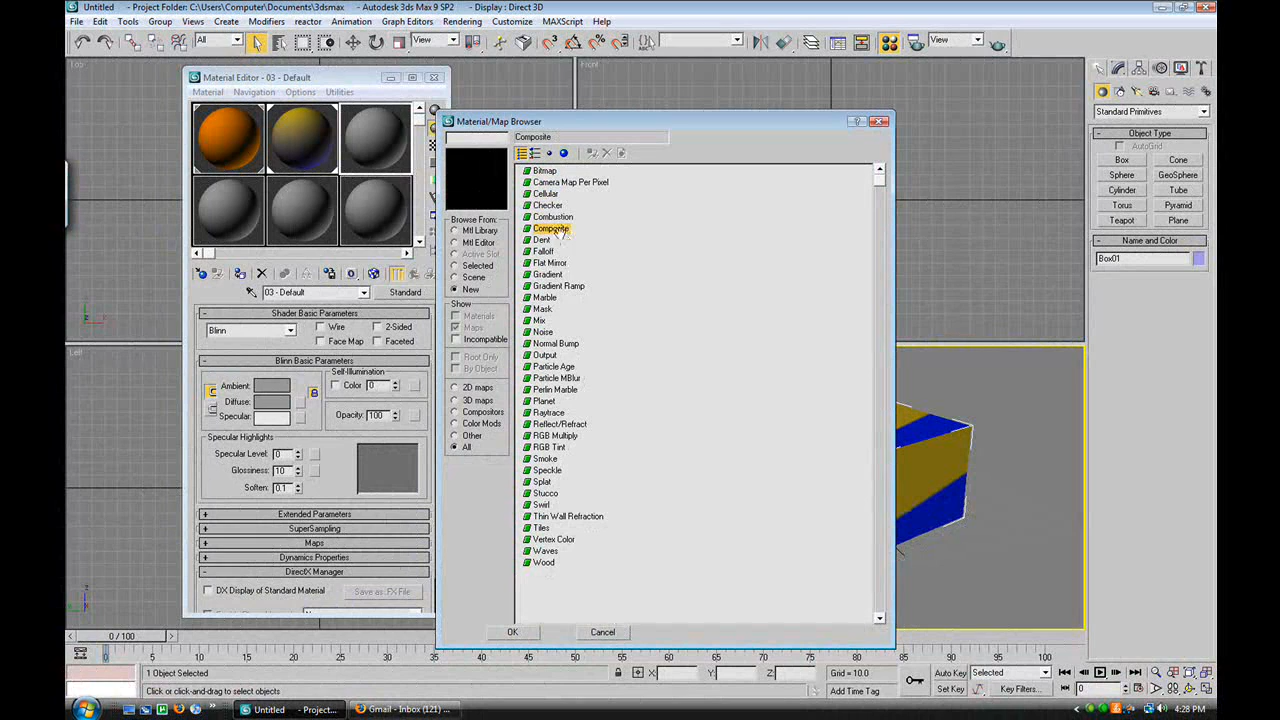 Untitled - Project Folder: C:\Users\Computer\Documents\3dsmax - Autodesk 3ds Max 9 SP2 - Display : Direct 3D
File Edit Tools Group Views Create Modifiers reactor Animation Graph Editors Rendering Customize MAXScript Help
All View View
Top Front
Material Editor - 03 - Default
Material Navigation Options Utilities
03 - Default Standard
Shader Basic Parameters
Blinn Wire 2-Sided
Face Map Faceted
Blinn Basic Parameters
Self-Illumination
Ambient: Color 0
Diffuse:
Specular: Opacity: 100
Specular Highlights
Specular Level: 0
Glossiness: 10
Soften: 0.1
Extended Parameters
SuperSampling
Maps
Dynamics Properties
DirectX Manager
DX Display of Standard Material Save as .FX File
Material/Map Browser
Composite
Browse From:
Mtl Library
Mtl Editor
Active Slot
Selected
Scene
New
Show
Materials
Maps
Incompatible
Root Only
By Object
2D maps
3D maps
Compositors
Color Mods
Other
All
Bitmap
Camera Map Per Pixel
Cellular
Checker
Combustion
Composite
Dent
Falloff
Flat Mirror
Gradient
Gradient Ramp
Marble
Mask
Mix
Noise
Normal Bump
Output
Particle Age
Particle MBlur
Perlin Marble
Planet
Raytrace
Reflect/Refract
RGB Multiply
RGB Tint
Smoke
Speckle
Splat
Stucco
Swirl
Thin Wall Refraction
Tiles
Vertex Color
Waves
Wood
OK Cancel
Standard Primitives
Object Type
AutoGrid
Box Cone
Sphere GeoSphere
Cylinder Tube
Torus Pyramid
Teapot Plane
Name and Color
Box01
Left
0 / 100
0 5 10 15 20 25 30 35 40 45 50 55 60 65 70 75 80 85 90 95 100
1 Object Selected X: Y: Z: Grid = 10.0 Auto Key Selected
Click or click-and-drag to select objects Add Time Tag Set Key Key Filters... 0
Untitled - Projec... Gmail - Inbox (121) ... 4:28 PM